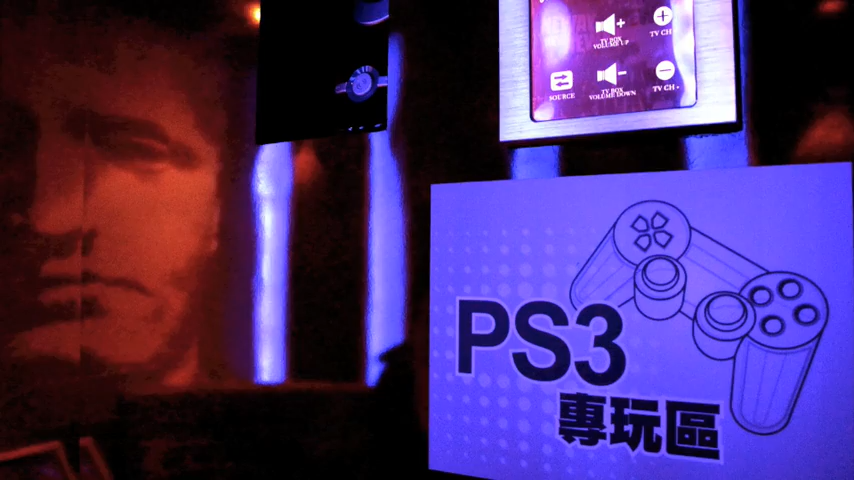 TV BOX
VOLUME UP
TV CH
SOURCE
TV BOX
VOLUME DOWN
TV CH -
PS3
專玩區